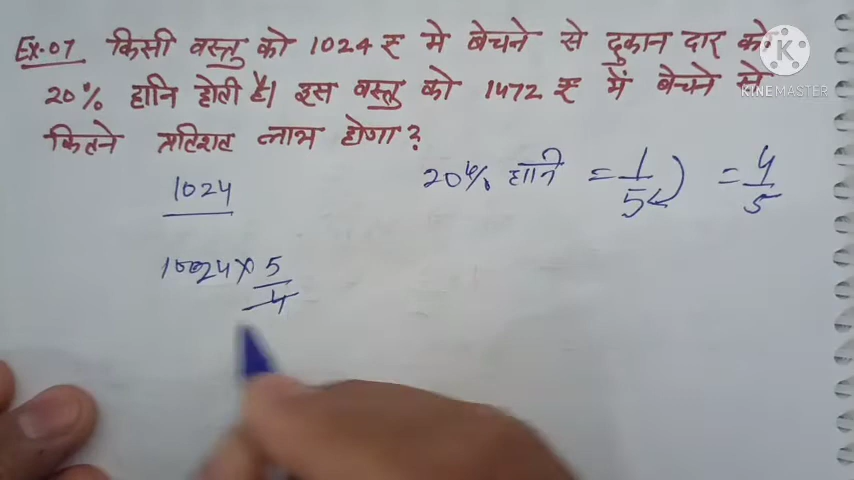 Ex.07 किसी वस्तु को 1024 रु मे बेचने से दुकान दार को
20% हानि होती है। इस वस्तु को 1472 रु में बेचने से
कितने प्रतिशत लाभ होगा?
1024
20% हानि = 1/5 = 4/5
1024 × 5/4
KINEMASTER